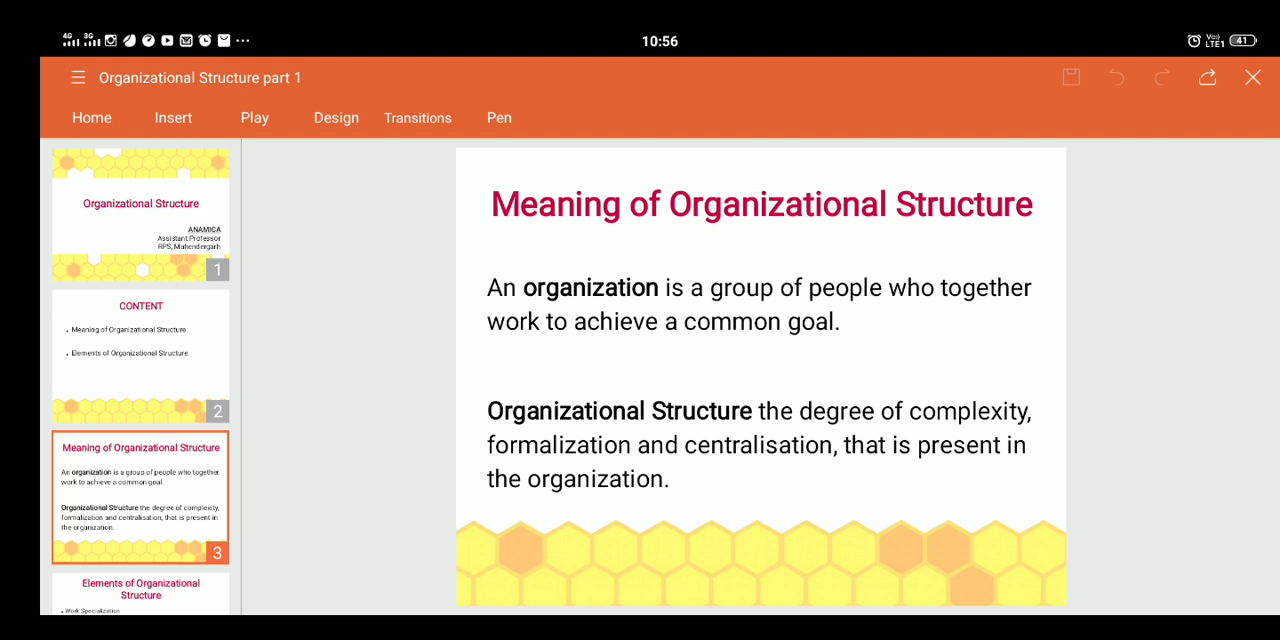 4G 3G 10:56 Vo)) LTE1 41
Organizational Structure part 1
Home Insert Play Design Transitions Pen
Organizational Structure
ANAMICA
Assistant Professor
RPS, Mahendergarh
1
CONTENT
• Meaning of Organizational Structure
• Elements of Organizational Structure
2
Meaning of Organizational Structure
An organization is a group of people who together
work to achieve a common goal.
Organizational Structure the degree of complexity,
formalization and centralisation, that is present in
the organization.
3
Elements of Organizational
Structure
• Work Specialization
Meaning of Organizational Structure
An organization is a group of people who together
work to achieve a common goal.
Organizational Structure the degree of complexity,
formalization and centralisation, that is present in
the organization.